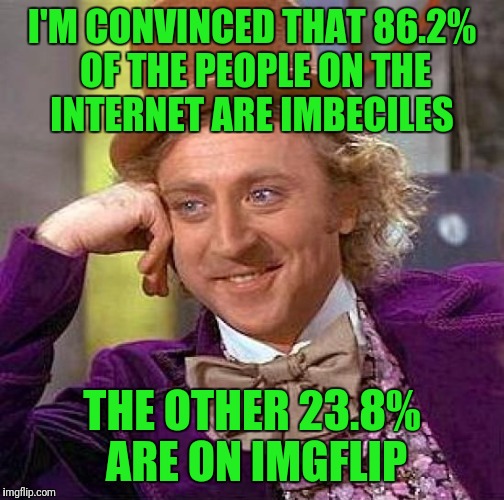 I'M CONVINCED THAT 86.2%
OF THE PEOPLE ON THE
INTERNET ARE IMBECILES
THE OTHER 23.8%
ARE ON IMGFLIP
imgflip.com